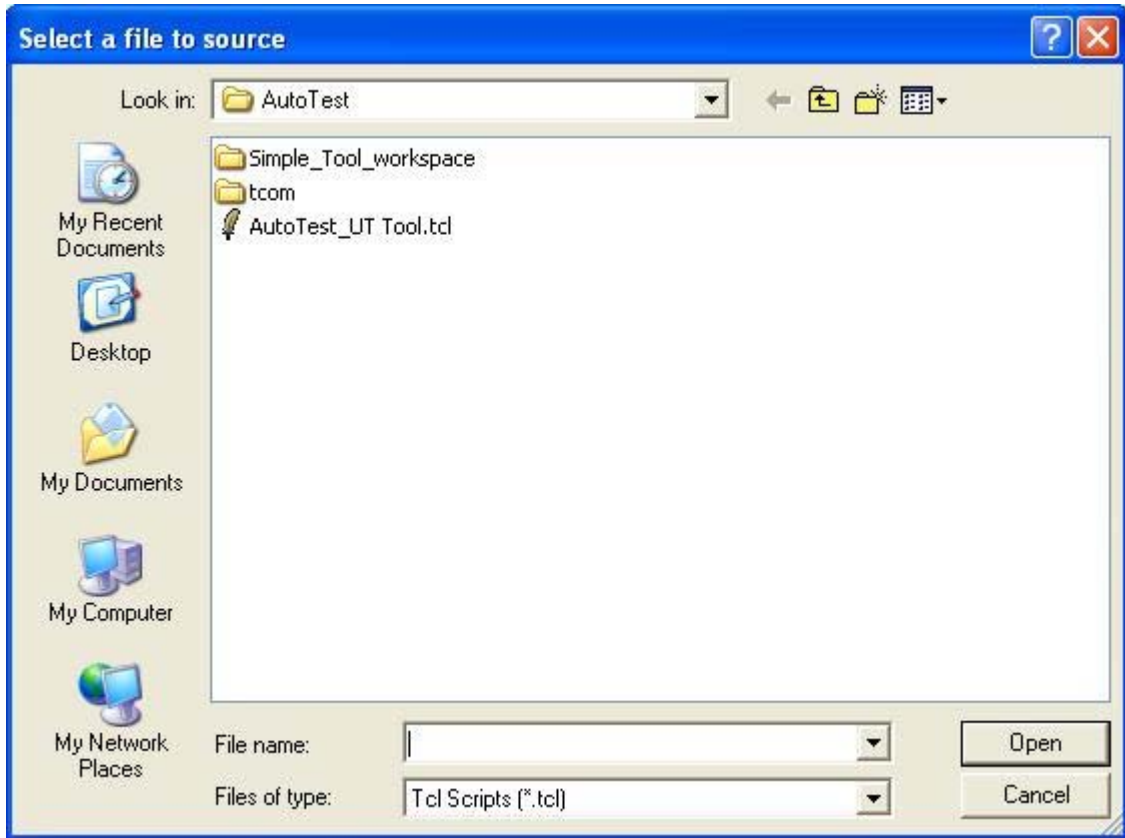 Select a file to source
Look in:
AutoTest
My Recent
Documents
Desktop
My Documents
My Computer
My Network
Places
Simple_Tool_workspace
tcom
AutoTest_UT Tool.tcl
File name:
Open
Files of type:
Tcl Scripts (*.tcl)
Cancel